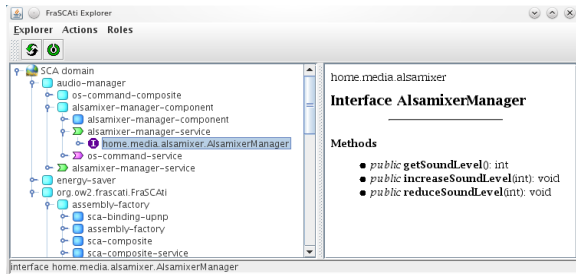 FraSCAti Explorer
Explorer Actions Roles
SCA domain
audio-manager
os-command-composite
alsamixer-manager-component
alsamixer-manager-component
alsamixer-manager-service
home.media.alsamixer.AlsamixerManager
os-command-service
alsamixer-manager-service
energy-saver
org.ow2.frascati.FraSCAti
assembly-factory
sca-binding-upnp
assembly-factory
sca-composite
sca-composite-service
home.media.alsamixer
Interface AlsamixerManager
Methods
public getSoundLevel(): int
public increaseSoundLevel(int): void
public reduceSoundLevel(int): void
interface home.media.alsamixer.AlsamixerManager